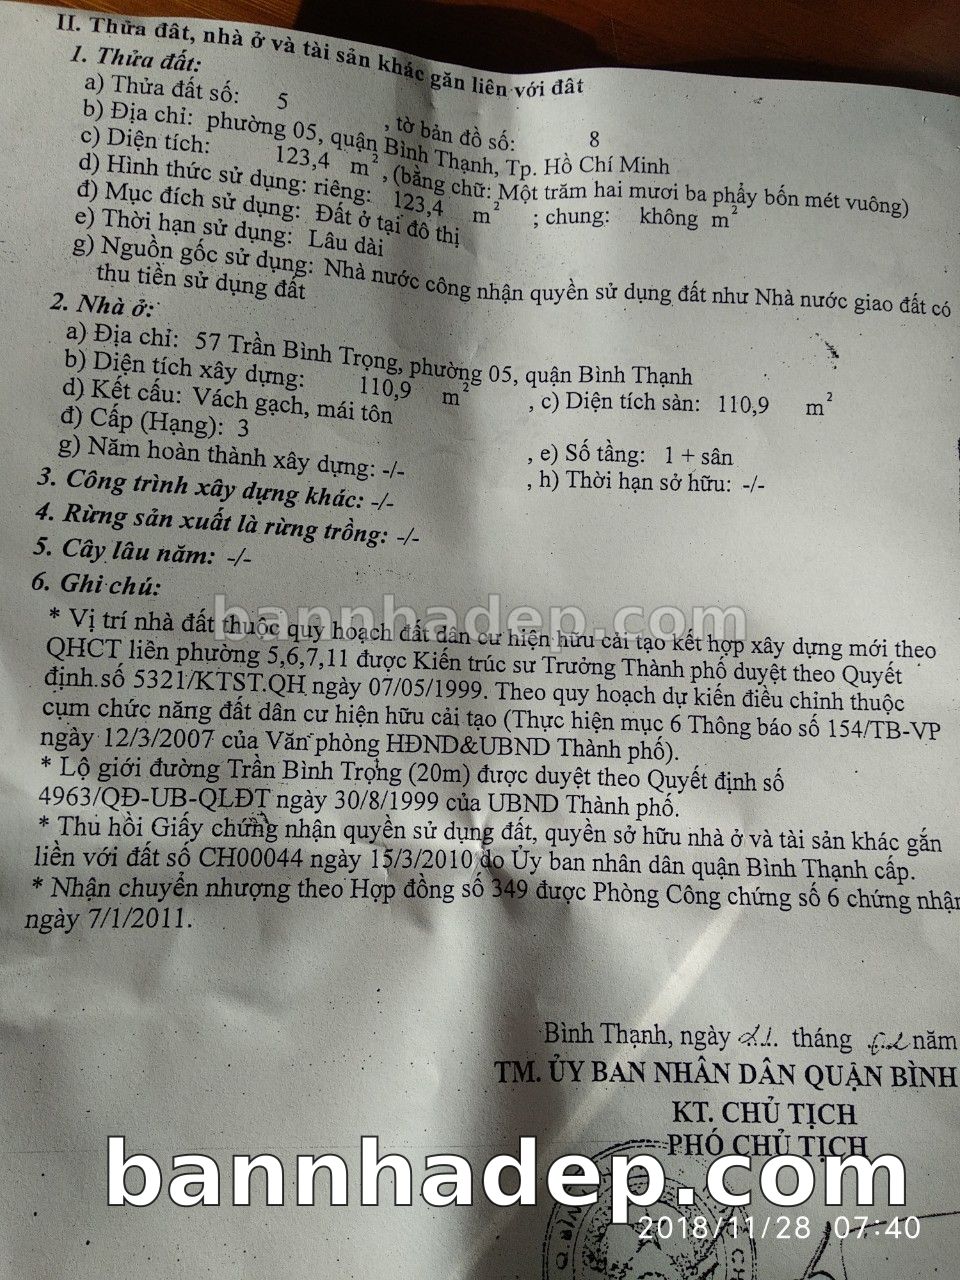 II. Thửa đất, nhà ở và tài sản khác gắn liền với đất
1. Thửa đất:
a) Thửa đất số: 5 , tờ bản đồ số: 8
b) Địa chỉ: phường 05, quận Bình Thạnh, Tp. Hồ Chí Minh
c) Diện tích: 123,4 m², (bằng chữ: Một trăm hai mươi ba phẩy bốn mét vuông)
d) Hình thức sử dụng: riêng: 123,4 m² ; chung: không m²
đ) Mục đích sử dụng: Đất ở tại đô thị
e) Thời hạn sử dụng: Lâu dài
g) Nguồn gốc sử dụng: Nhà nước công nhận quyền sử dụng đất như Nhà nước giao đất có
thu tiền sử dụng đất
2. Nhà ở:
a) Địa chỉ: 57 Trần Bình Trọng, phường 05, quận Bình Thạnh
b) Diện tích xây dựng: 110,9 m² , c) Diện tích sàn: 110,9 m²
d) Kết cấu: Vách gạch, mái tôn
đ) Cấp (Hạng): 3 , e) Số tầng: 1 + sân
g) Năm hoàn thành xây dựng: -/- , h) Thời hạn sở hữu: -/-
3. Công trình xây dựng khác: -/-
4. Rừng sản xuất là rừng trồng: -/-
5. Cây lâu năm: -/-
6. Ghi chú:
bannhadep.com
* Vị trí nhà đất thuộc quy hoạch đất dân cư hiện hữu cải tạo kết hợp xây dựng mới theo
QHCT liên phường 5,6,7,11 được Kiến trúc sư Trưởng Thành phố duyệt theo Quyết
định.số 5321/KTST.QH ngày 07/05/1999. Theo quy hoạch dự kiến điều chỉnh thuộc
cụm chức năng đất dân cư hiện hữu cải tạo (Thực hiện mục 6 Thông báo số 154/TB-VP
ngày 12/3/2007 của Văn phòng HĐND&UBND Thành phố).
* Lộ giới đường Trần Bình Trọng (20m) được duyệt theo Quyết định số
4963/QĐ-UB-QLĐT ngày 30/8/1999 của UBND Thành phố.
* Thu hồi Giấy chứng nhận quyền sử dụng đất, quyền sở hữu nhà ở và tài sản khác gắn
liền với đất số CH00044 ngày 15/3/2010 do Ủy ban nhân dân quận Bình Thạnh cấp.
* Nhận chuyển nhượng theo Hợp đồng số 349 được Phòng Công chứng số 6 chứng nhận
ngày 7/1/2011.
Bình Thạnh, ngày 21. tháng 02 năm
TM. ỦY BAN NHÂN DÂN QUẬN BÌNH
KT. CHỦ TỊCH
PHÓ CHỦ TỊCH
bannhadep.com
2018/11/28 07:40